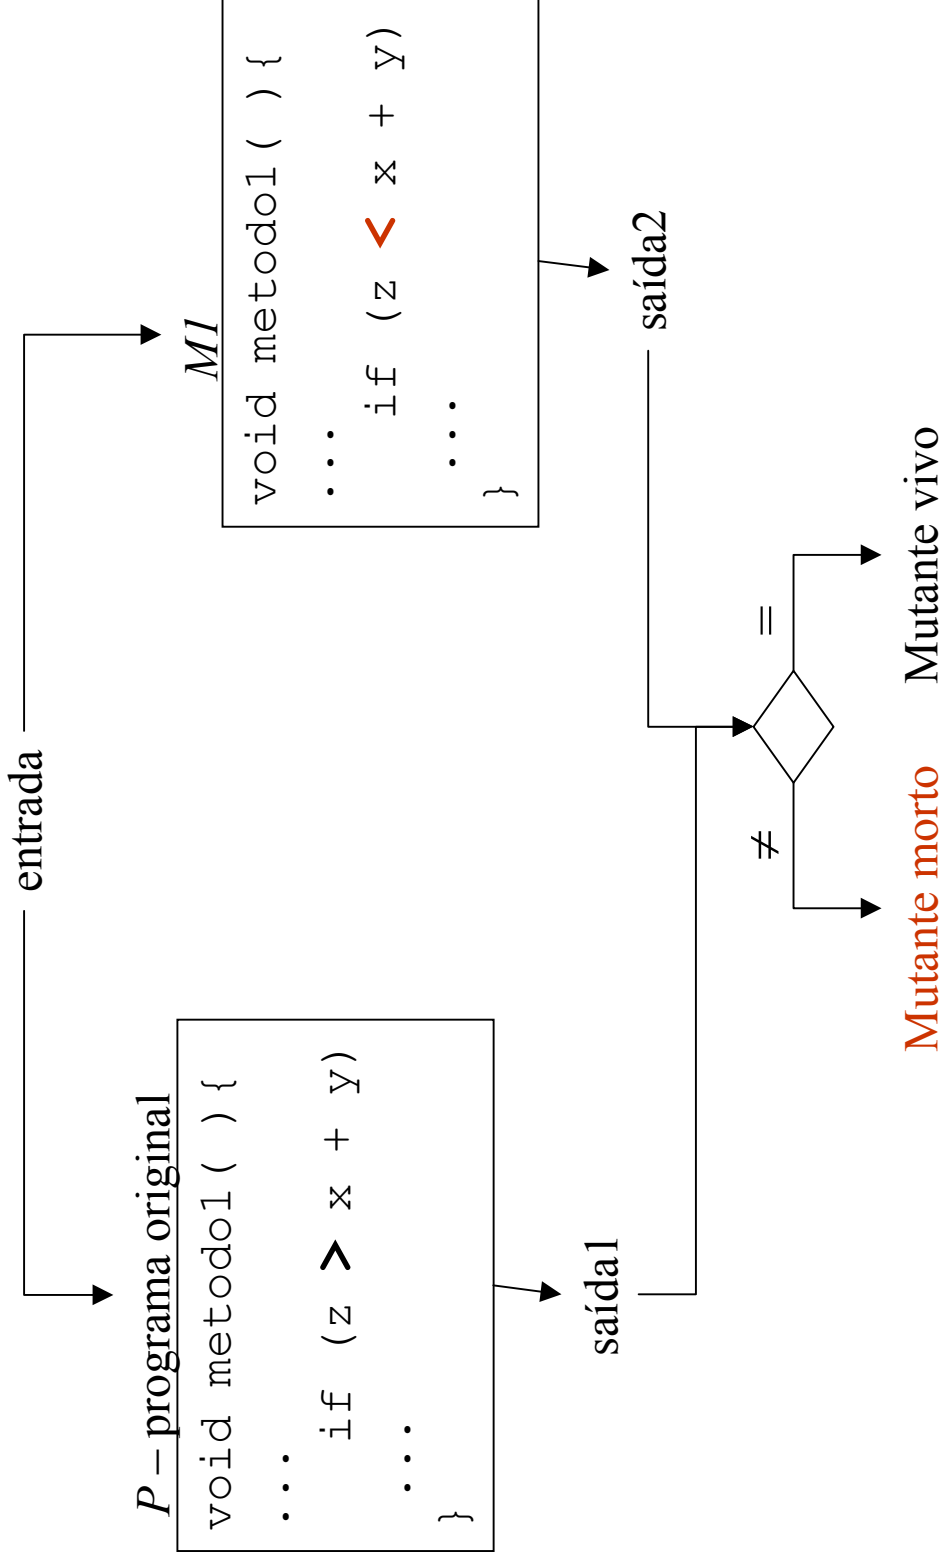 entrada
P – programa original
void metodo1( ){
...
if (z > x + y)
...
}
M1
void metodo1( ){
...
if (z < x + y)
...
}
saída1
saída2
≠
=
Mutante morto
Mutante vivo